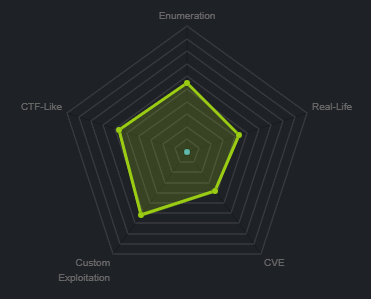 Enumeration
CTF-Like
Real-Life
Custom
Exploitation
CVE